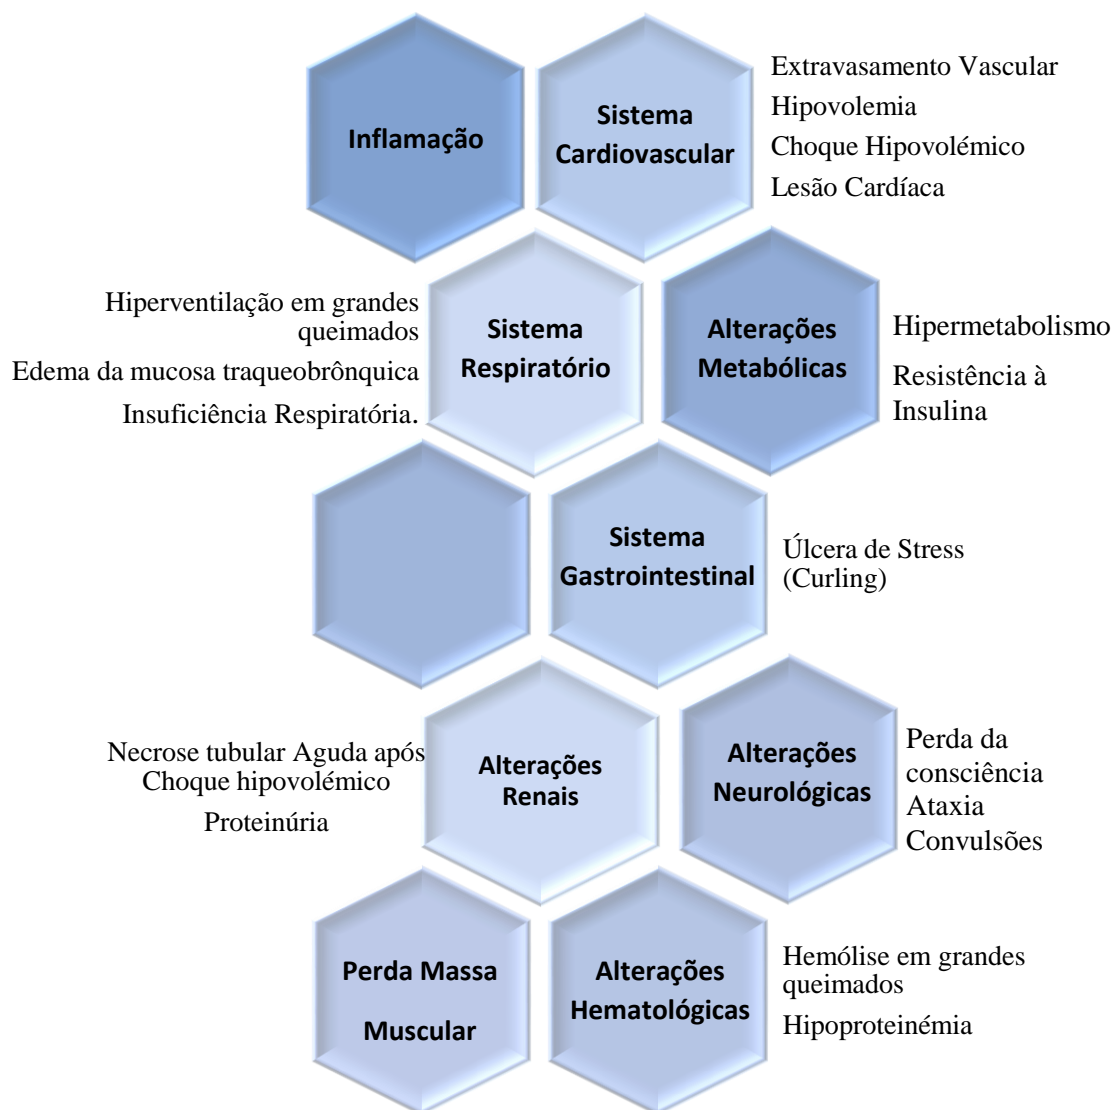 Inflamação
Sistema
Cardiovascular
Extravasamento Vascular
Hipovolemia
Choque Hipovolémico
Lesão Cardíaca
Hiperventilação em grandes
queimados
Edema da mucosa traqueobrônquica
Insuficiência Respiratória.
Sistema
Respiratório
Alterações
Metabólicas
Hipermetabolismo
Resistência à
Insulina
Sistema
Gastrointestinal
Úlcera de Stress
(Curling)
Necrose tubular Aguda após
Choque hipovolémico
Proteinúria
Alterações
Renais
Alterações
Neurológicas
Perda da
consciência
Ataxia
Convulsões
Perda Massa
Muscular
Alterações
Hematológicas
Hemólise em grandes
queimados
Hipoproteinémia